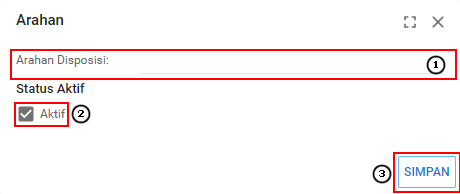 Arahan
Arahan Disposisi: 1
Status Aktif
Aktif 2
3 SIMPAN